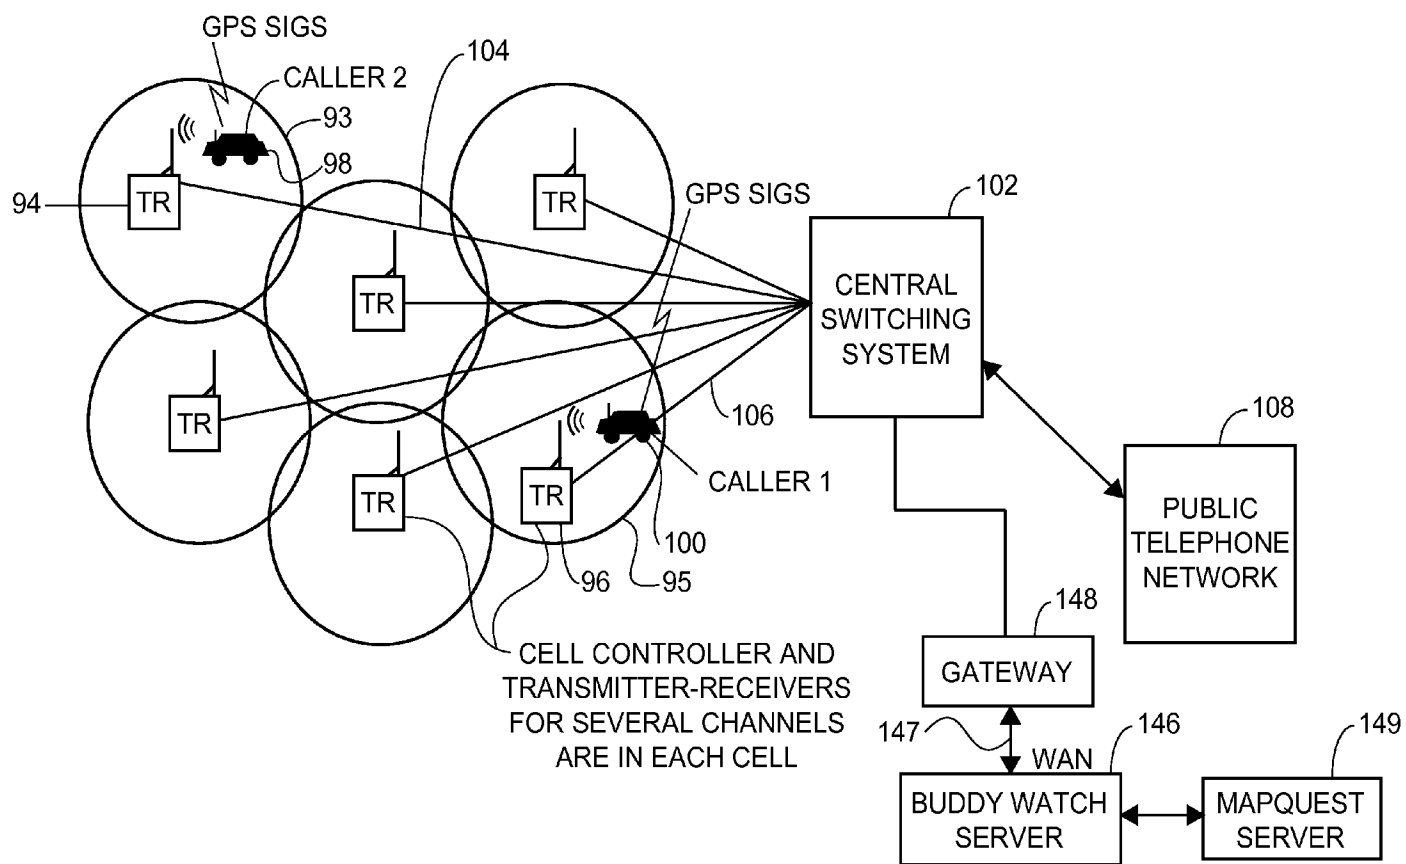 GPS SIGS
104
CALLER 2
93
98
94
TR
TR
GPS SIGS
102
TR
CENTRAL
SWITCHING
SYSTEM
TR
106
108
TR
TR
CALLER 1
PUBLIC
TELEPHONE
NETWORK
100
96
95
148
CELL CONTROLLER AND
TRANSMITTER-RECEIVERS
FOR SEVERAL CHANNELS
ARE IN EACH CELL
GATEWAY
147
WAN
146
149
BUDDY WATCH
SERVER
MAPQUEST
SERVER